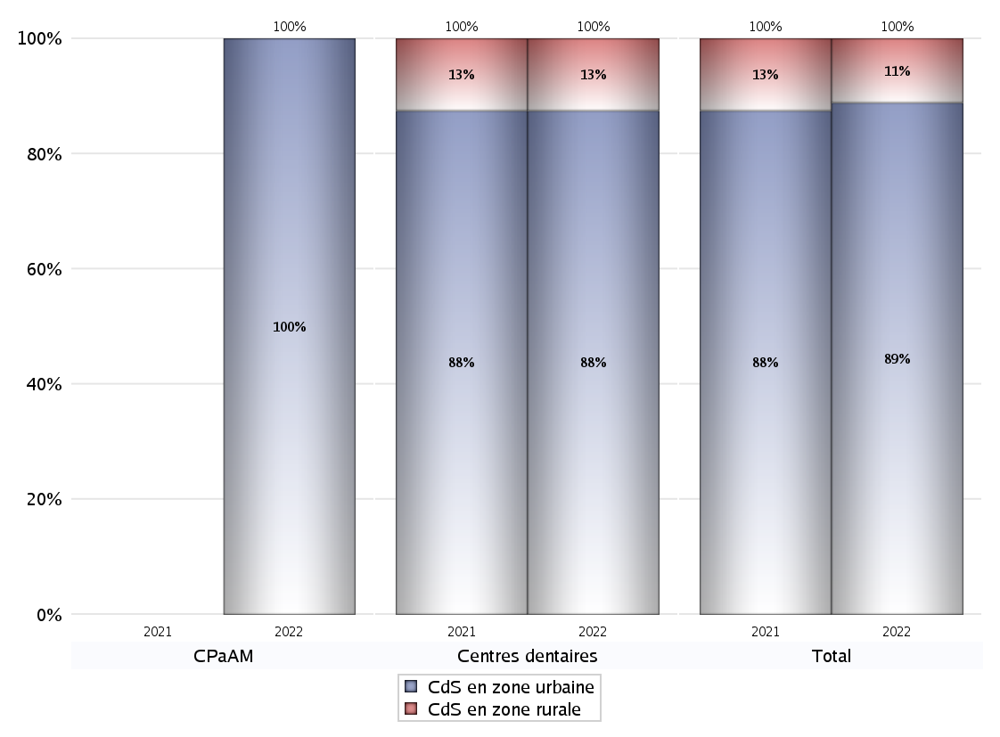 100% 100% 100% 100% 100%
100%
13% 13% 13% 11%
80%
60%
100%
88% 88% 88% 89%
40%
20%
0%
2021 2022 2021 2022 2021 2022
CPaAM Centres dentaires Total
CdS en zone urbaine
CdS en zone rurale